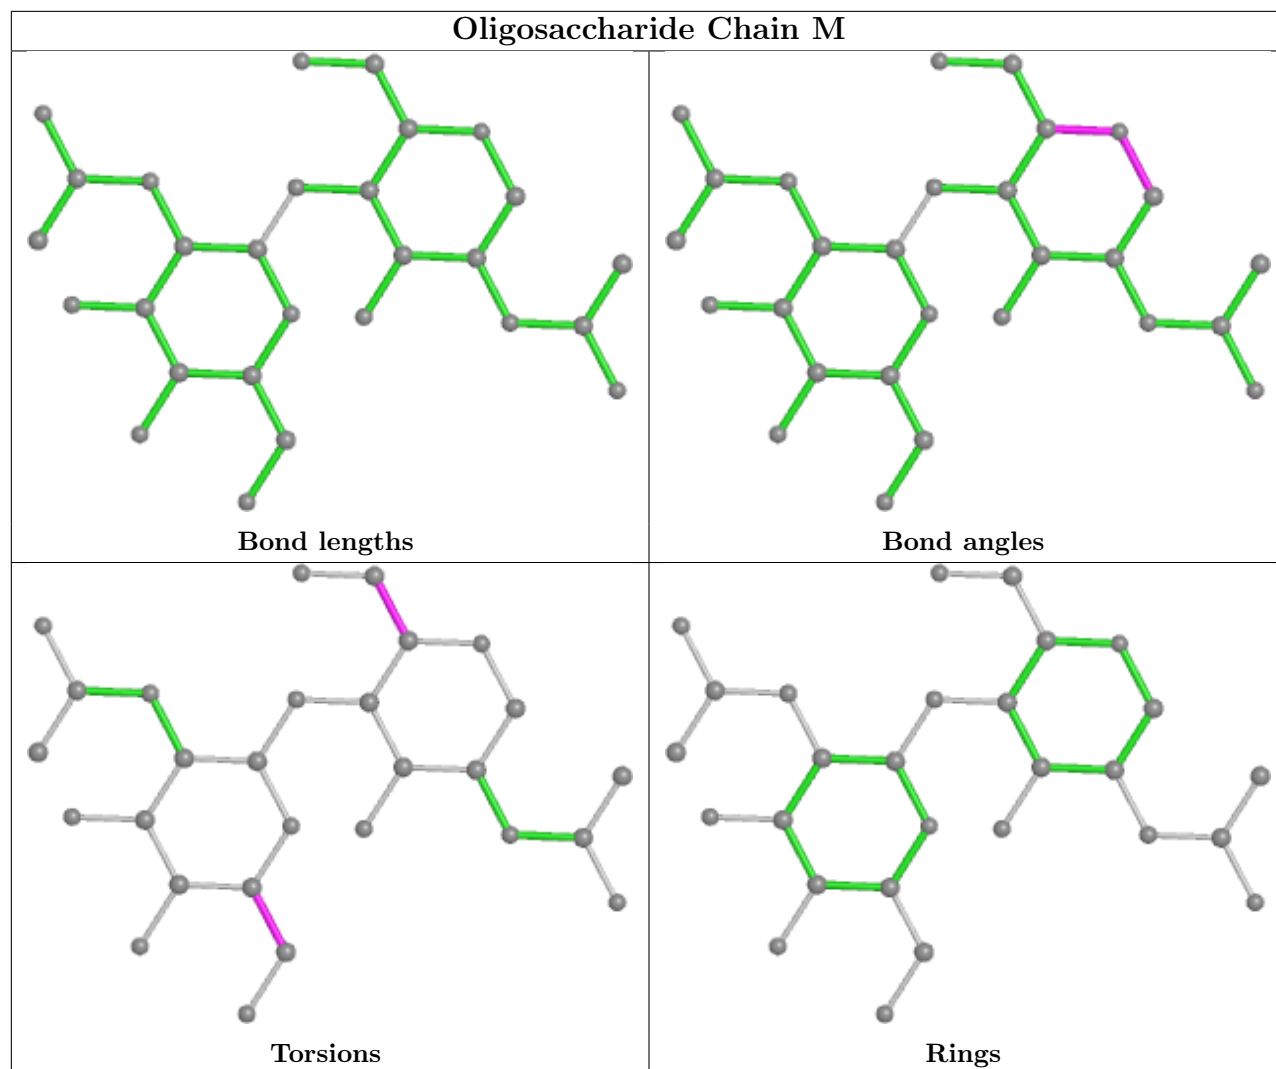 Oligosaccharide Chain M
Bond lengths
Bond angles
Torsions
Rings